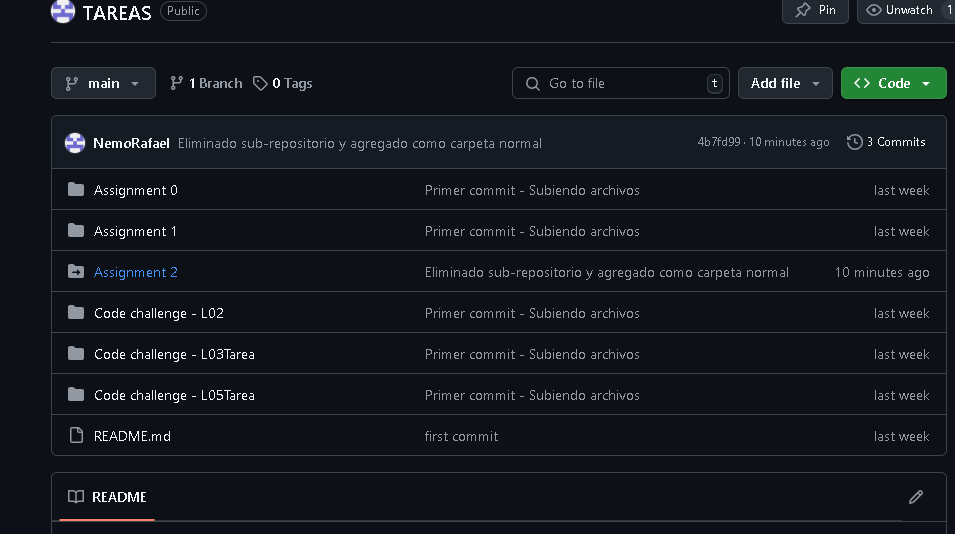 TAREAS Public Pin Unwatch 1
main 1 Branch 0 Tags Go to file t Add file Code
NemoRafael Eliminado sub-repositorio y agregado como carpeta normal 4b7fd99 · 10 minutes ago 3 Commits
Assignment 0 Primer commit - Subiendo archivos last week
Assignment 1 Primer commit - Subiendo archivos last week
Assignment 2 Eliminado sub-repositorio y agregado como carpeta normal 10 minutes ago
Code challenge - L02 Primer commit - Subiendo archivos last week
Code challenge - L03Tarea Primer commit - Subiendo archivos last week
Code challenge - L05Tarea Primer commit - Subiendo archivos last week
README.md first commit last week
README